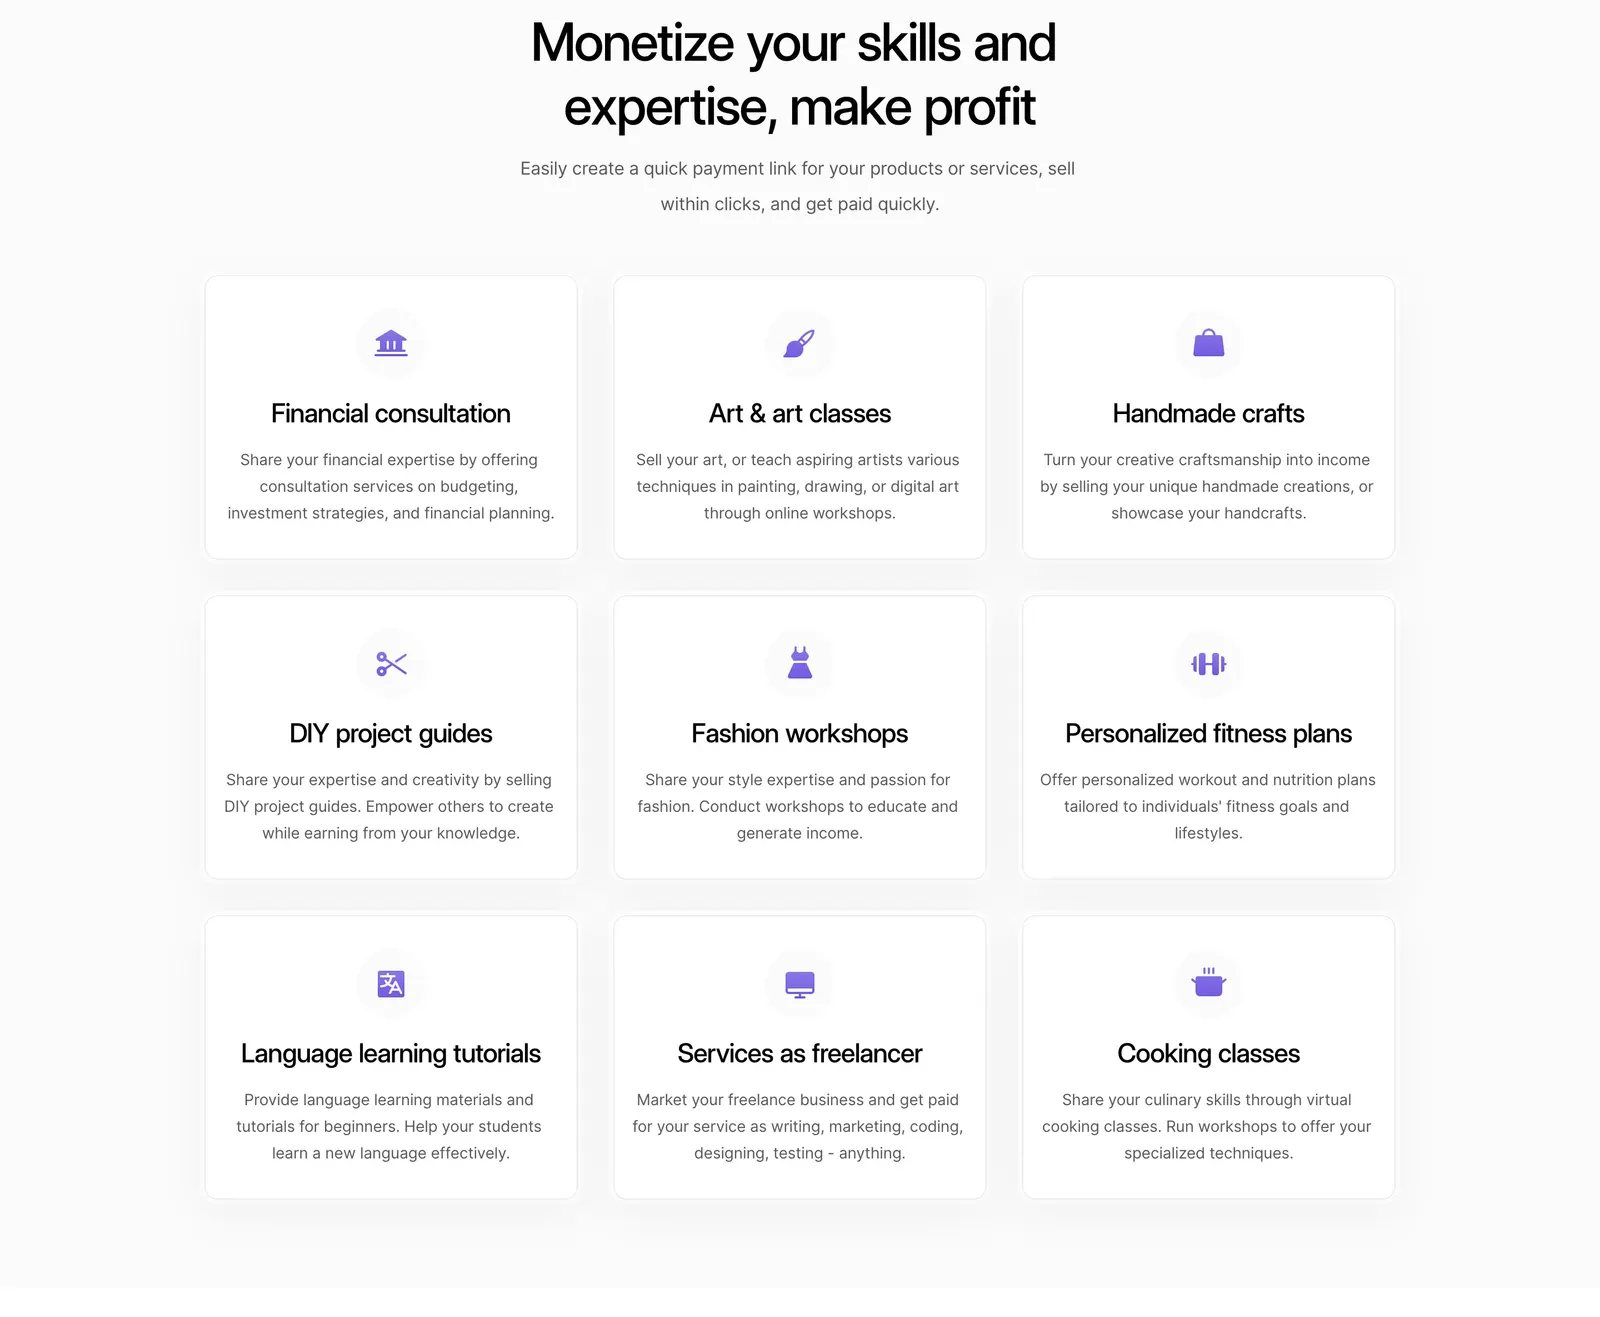 Monetize your skills and
expertise, make profit
Easily create a quick payment link for your products or services, sell
within clicks, and get paid quickly.
Financial consultation
Share your financial expertise by offering
consultation services on budgeting,
investment strategies, and financial planning.
Art & art classes
Sell your art, or teach aspiring artists various
techniques in painting, drawing, or digital art
through online workshops.
Handmade crafts
Turn your creative craftsmanship into income
by selling your unique handmade creations, or
showcase your handcrafts.
DIY project guides
Share your expertise and creativity by selling
DIY project guides. Empower others to create
while earning from your knowledge.
Fashion workshops
Share your style expertise and passion for
fashion. Conduct workshops to educate and
generate income.
Personalized fitness plans
Offer personalized workout and nutrition plans
tailored to individuals' fitness goals and
lifestyles.
Language learning tutorials
Provide language learning materials and
tutorials for beginners. Help your students
learn a new language effectively.
Services as freelancer
Market your freelance business and get paid
for your service as writing, marketing, coding,
designing, testing - anything.
Cooking classes
Share your culinary skills through virtual
cooking classes. Run workshops to offer your
specialized techniques.